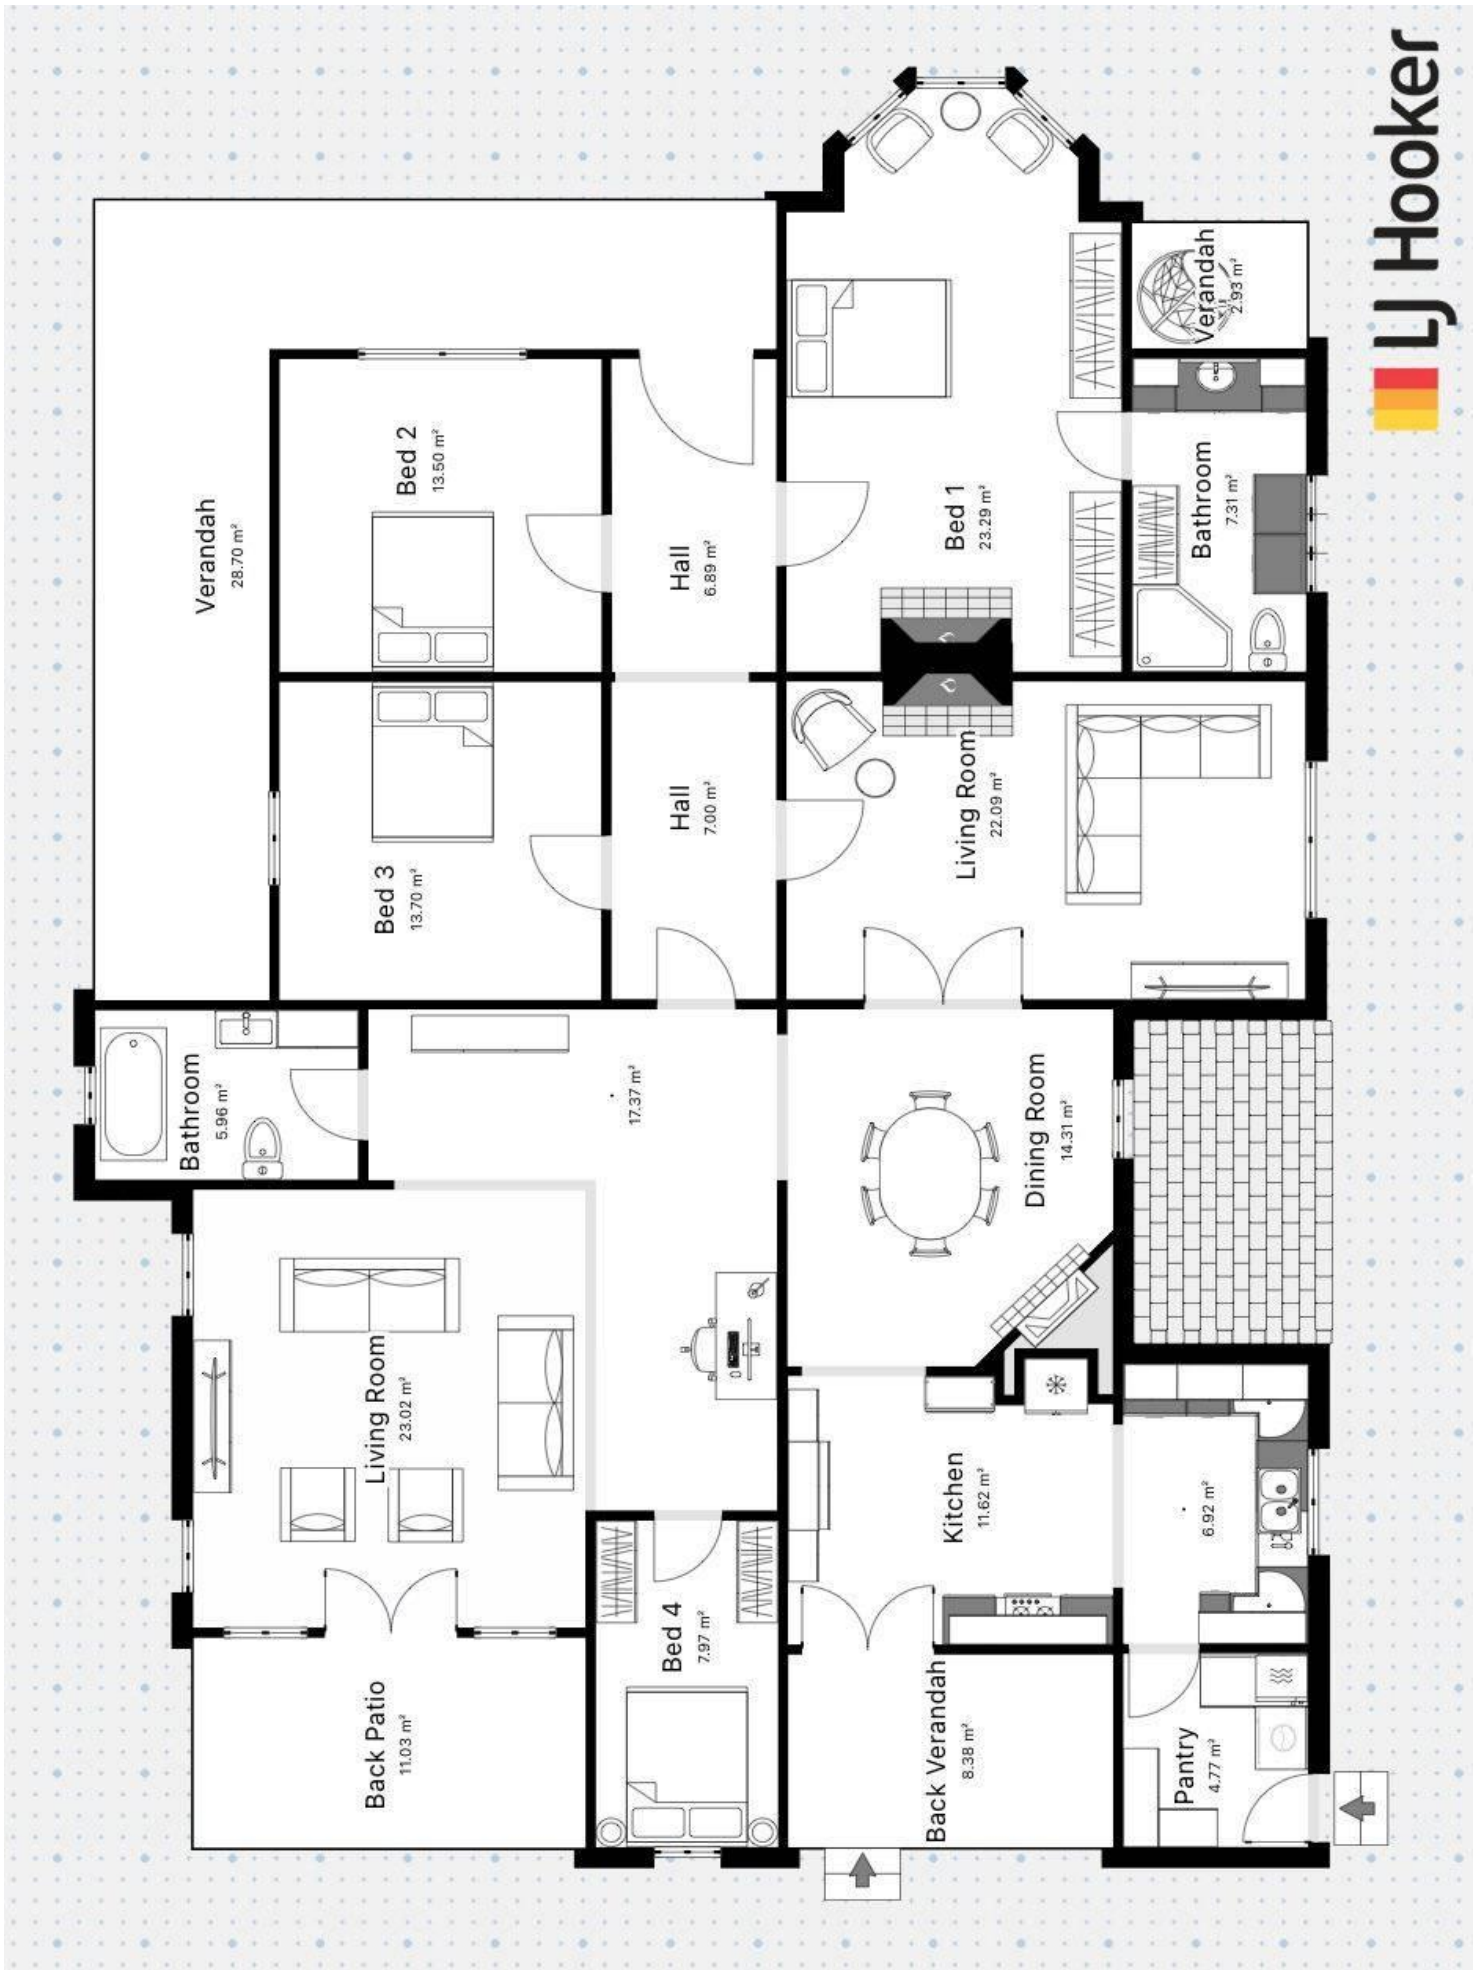 LJ Hooker
Verandah
28.70 m²
Bed 2
13.50 m²
Hall
6.89 m²
Bed 1
23.29 m²
Verandah
2.93 m²
Bathroom
7.31 m²
Bed 3
13.70 m²
Hall
7.00 m²
Living Room
22.09 m²
Bathroom
5.96 m²
17.37 m²
Dining Room
14.31 m²
Living Room
23.02 m²
Kitchen
11.62 m²
6.92 m²
Back Patio
11.03 m²
Bed 4
7.97 m²
Back Verandah
8.38 m²
Pantry
4.77 m²